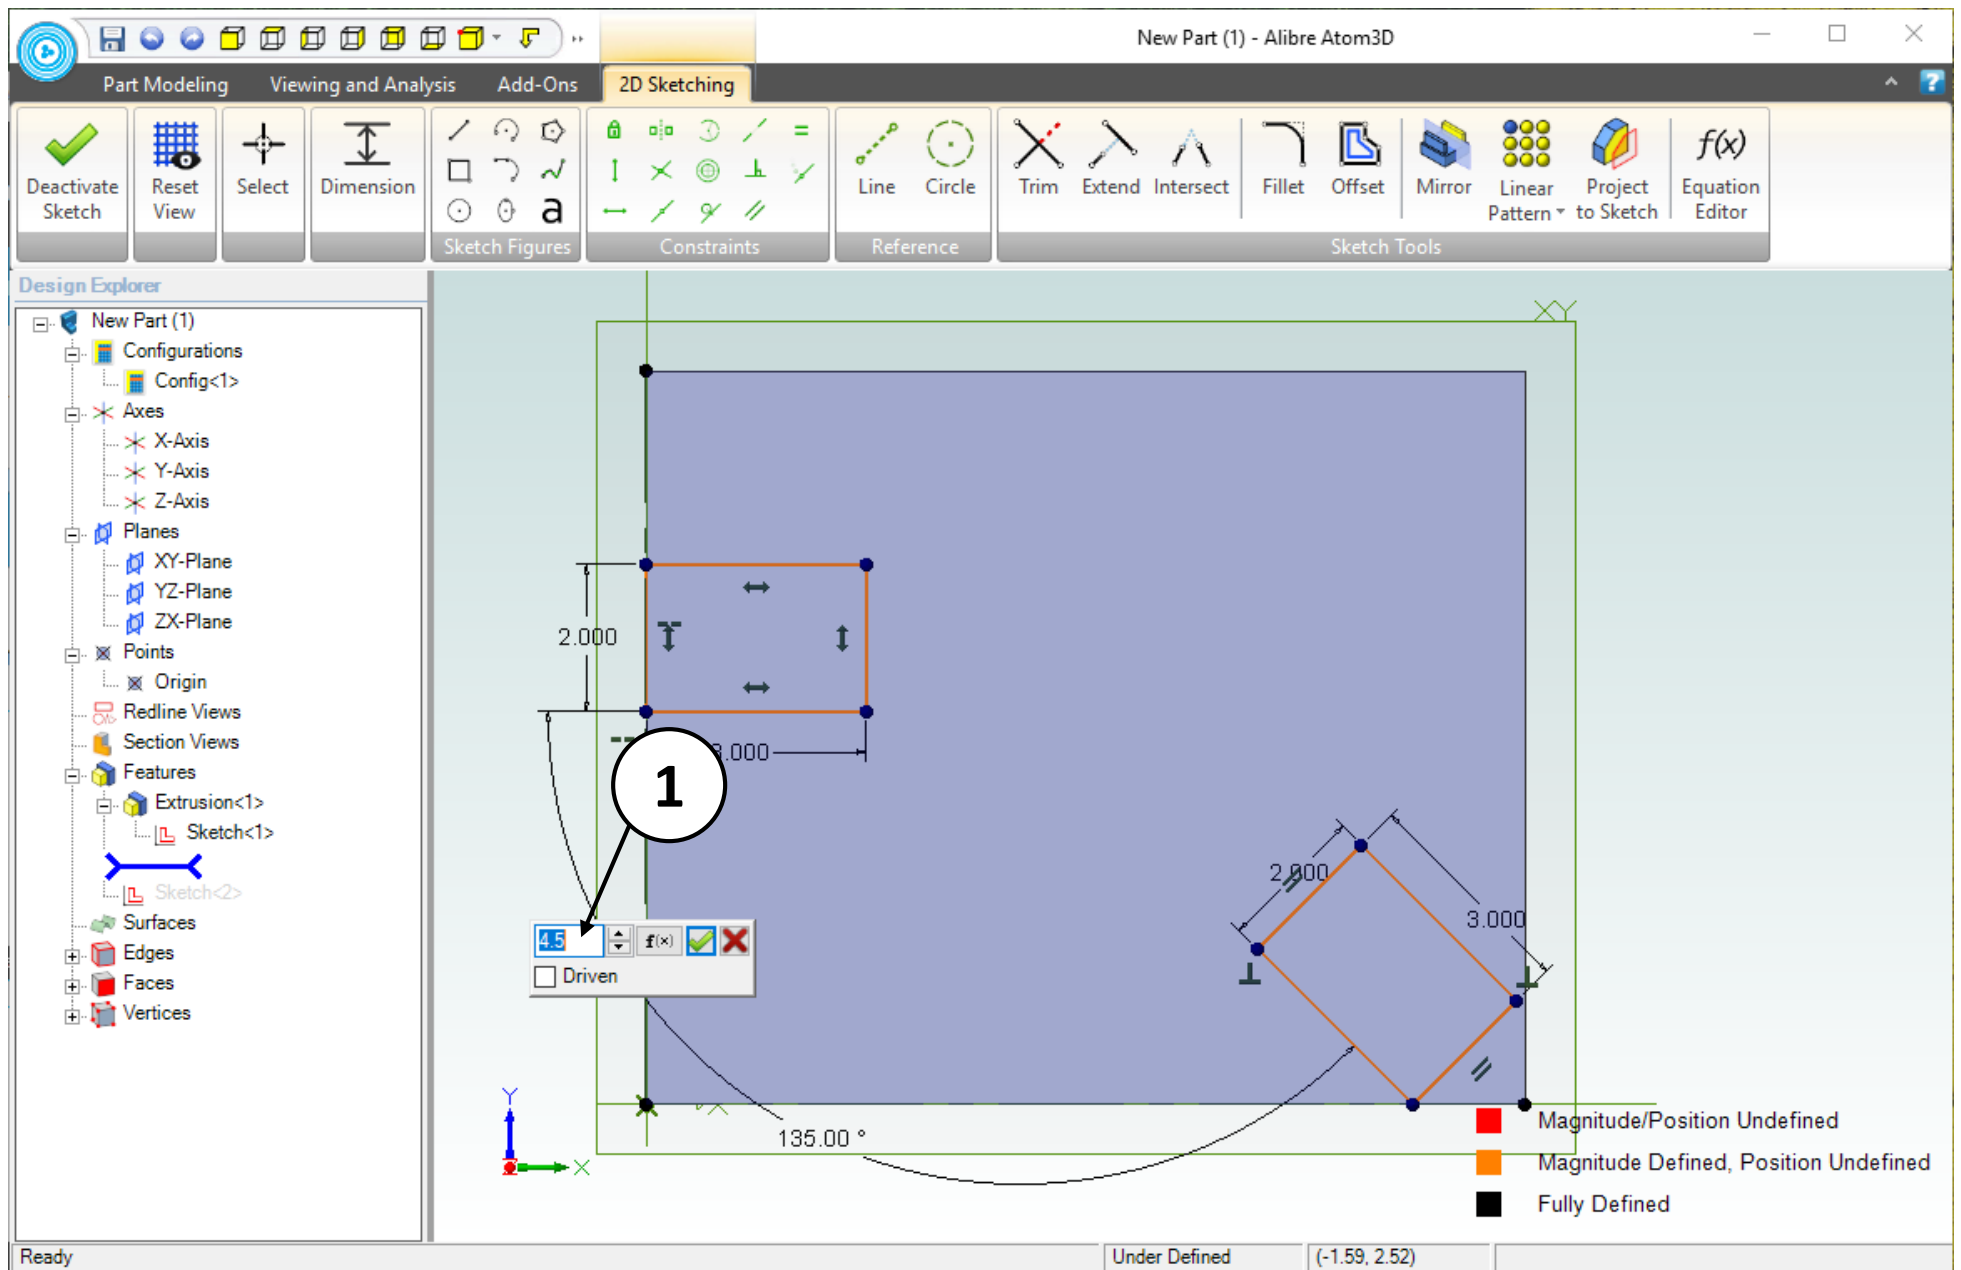 New Part (1) - Alibre Atom3D
Part Modeling Viewing and Analysis Add-Ons 2D Sketching
?
a
f(x)
Deactivate Sketch
Reset View
Select
Dimension
Line
Circle
Trim
Extend
Intersect
Fillet
Offset
Mirror
Linear Pattern
Project to Sketch
Equation Editor
Sketch Figures
Constraints
Reference
Sketch Tools
Design Explorer
New Part (1)
Configurations
Config<1>
Axes
X-Axis
Y-Axis
Z-Axis
Planes
XY-Plane
YZ-Plane
ZX-Plane
Points
Origin
Redline Views
Section Views
Features
Extrusion<1>
Sketch<1>
Sketch<2>
Surfaces
Edges
Faces
Vertices
XY
2.000
3.000
1
2.000
3.000
4.5 f(x)
Driven
135.00 °
Y
X
Magnitude/Position Undefined
Magnitude Defined, Position Undefined
Fully Defined
Ready
Under Defined
(-1.59, 2.52)